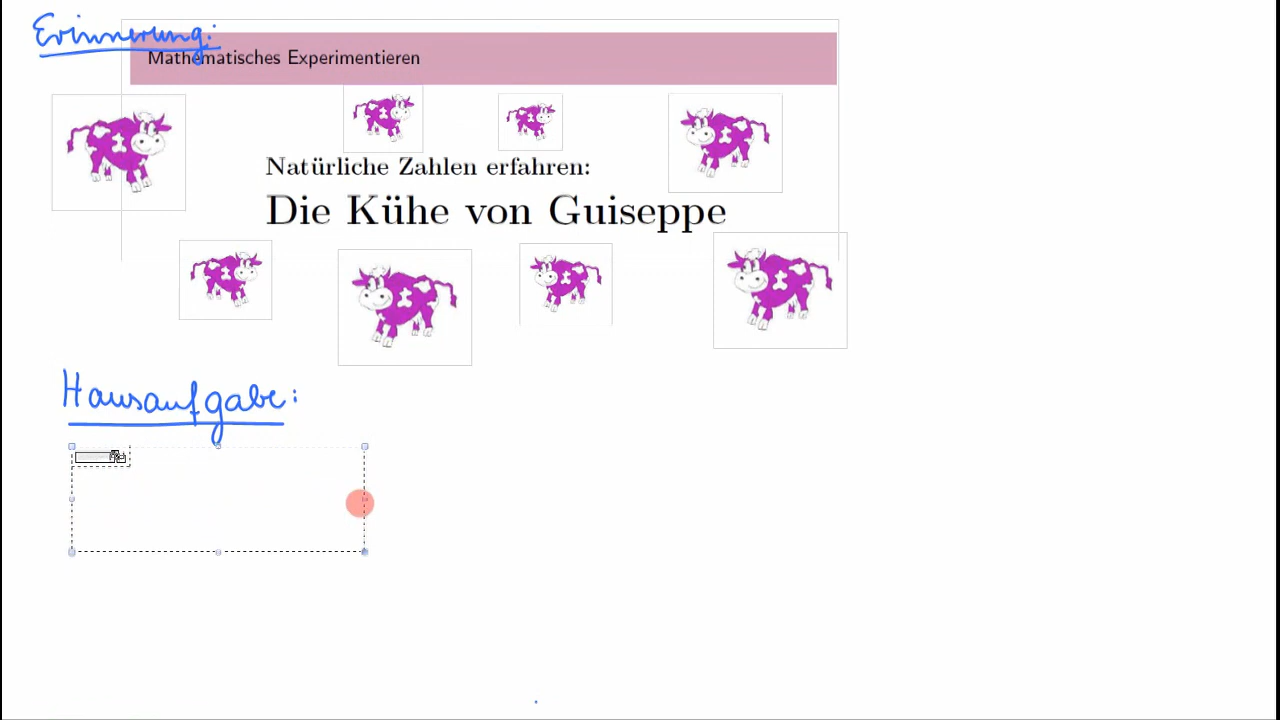 Erinnerung:
Mathematisches Experimentieren
Natürliche Zahlen erfahren:
Die Kühe von Guiseppe
Hausaufgabe: